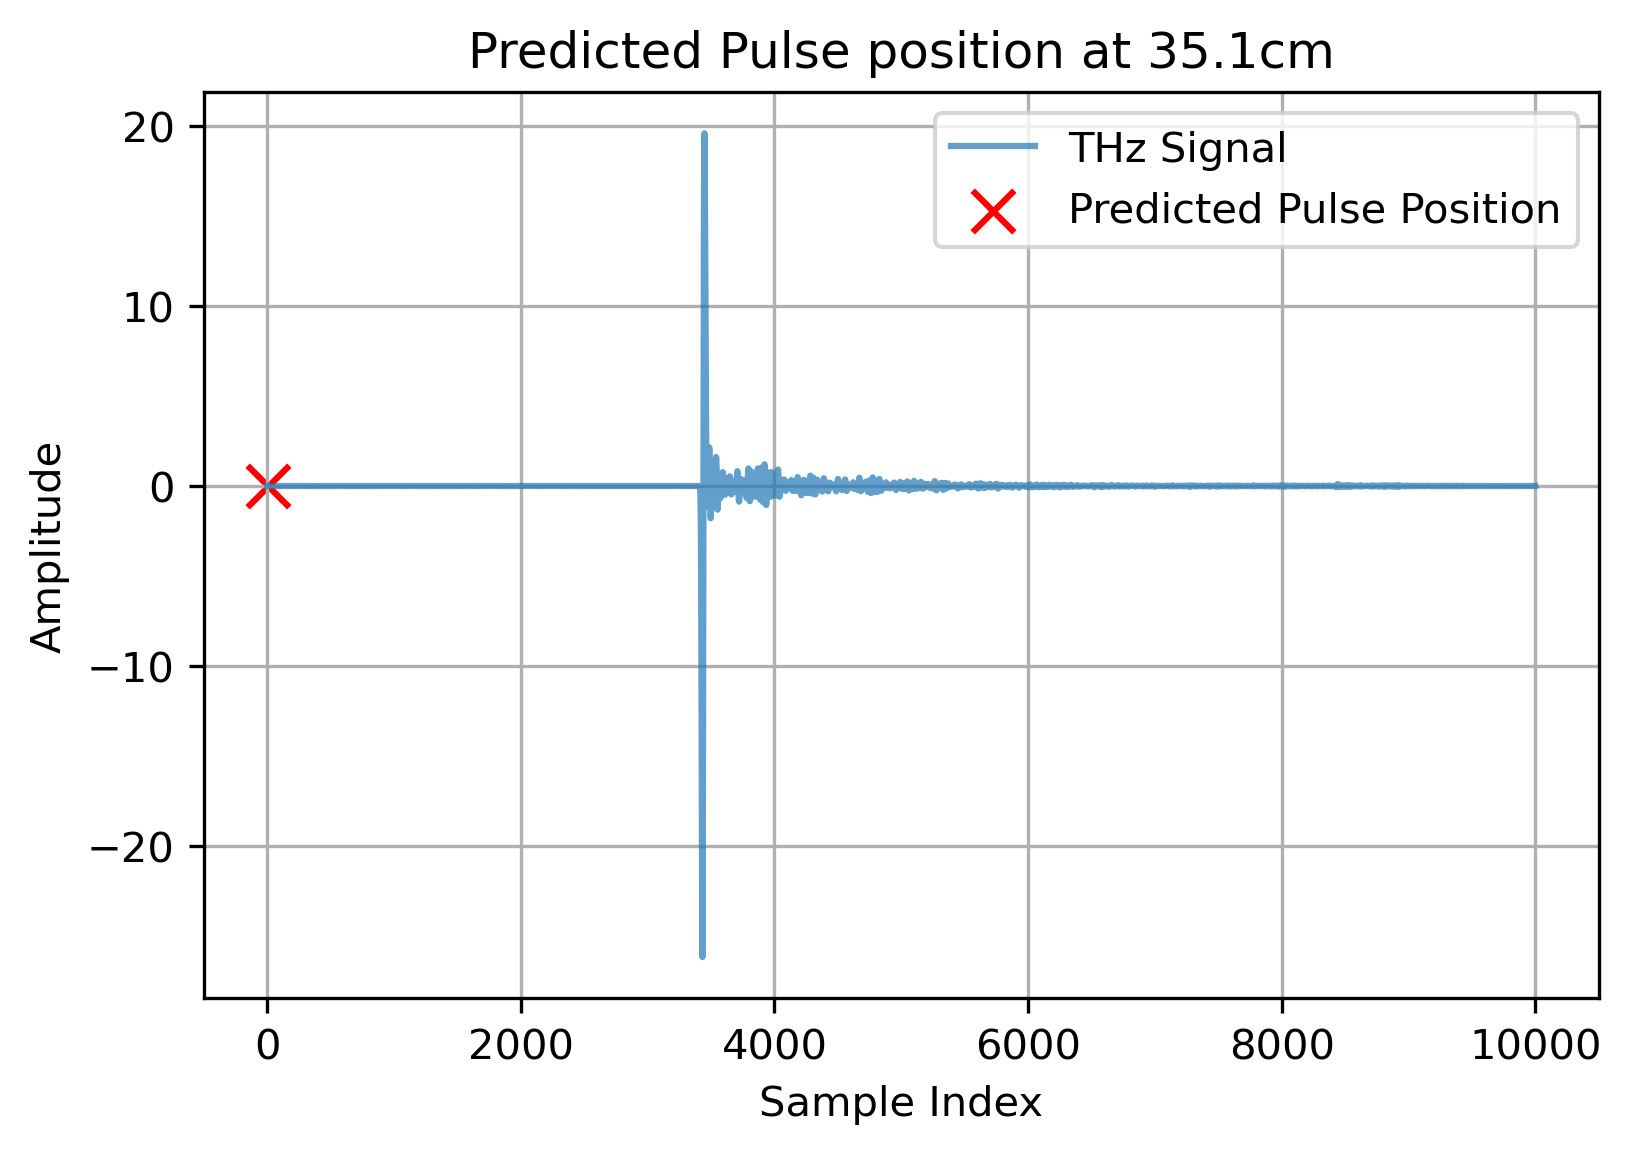 Predicted Pulse position at 35.1cm
THz Signal
Predicted Pulse Position
20
10
0
−10
−20
Amplitude
0 2000 4000 6000 8000 10000
Sample Index